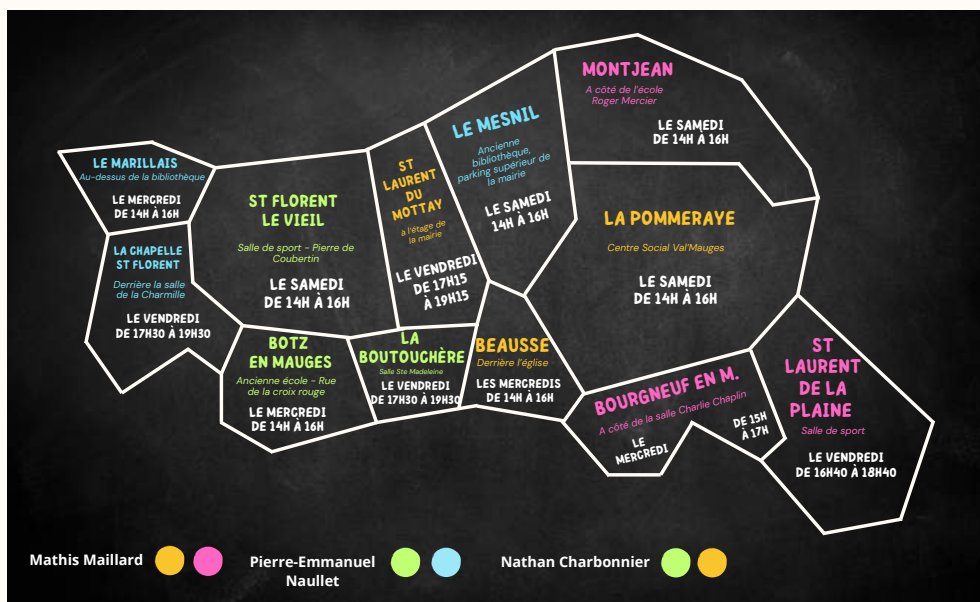 MONTJEAN
A côté de l'école
Roger Mercier
LE SAMEDI
DE 14H À 16H
LE MESNIL
Ancienne
bibliothèque,
parking supérieur de
la mairie
LE SAMEDI
14H À 16H
LE MARILLAIS
Au-dessus de la bibliothèque
LE MERCREDI
DE 14H À 16H
ST FLORENT
LE VIEIL
Salle de sport - Pierre de
Coubertin
LE SAMEDI
DE 14H À 16H
ST
LAURENT
DU
MOTTAY
a l'étage de
la mairie
LE VENDREDI
DE 17H15
À 19H15
LA POMMERAYE
Centre Social Val'Mauges
LE SAMEDI
DE 14H À 16H
LA CHAPELLE
ST FLORENT
Derrière la salle
de la Charmille
LE VENDREDI
DE 17H30 À 19H30
BOTZ
EN MAUGES
Ancienne école - Rue
de la croix rouge
LE MERCREDI
DE 14H À 16H
LA
BOUTOUCHÈRE
Salle Ste Madeleine
LE VENDREDI
DE 17H30 À 19H30
BEAUSSE
Derrière l'église
LES MERCREDIS
DE 14H À 16H
BOURGNEUF EN M.
A côté de la salle Charlie Chaplin
LE
MERCREDI
DE 15H
À 17H
ST
LAURENT
DE LA
PLAINE
Salle de sport
LE VENDREDI
DE 16H40 À 18H40
Mathis Maillard
Pierre-Emmanuel
Naullet
Nathan Charbonnier